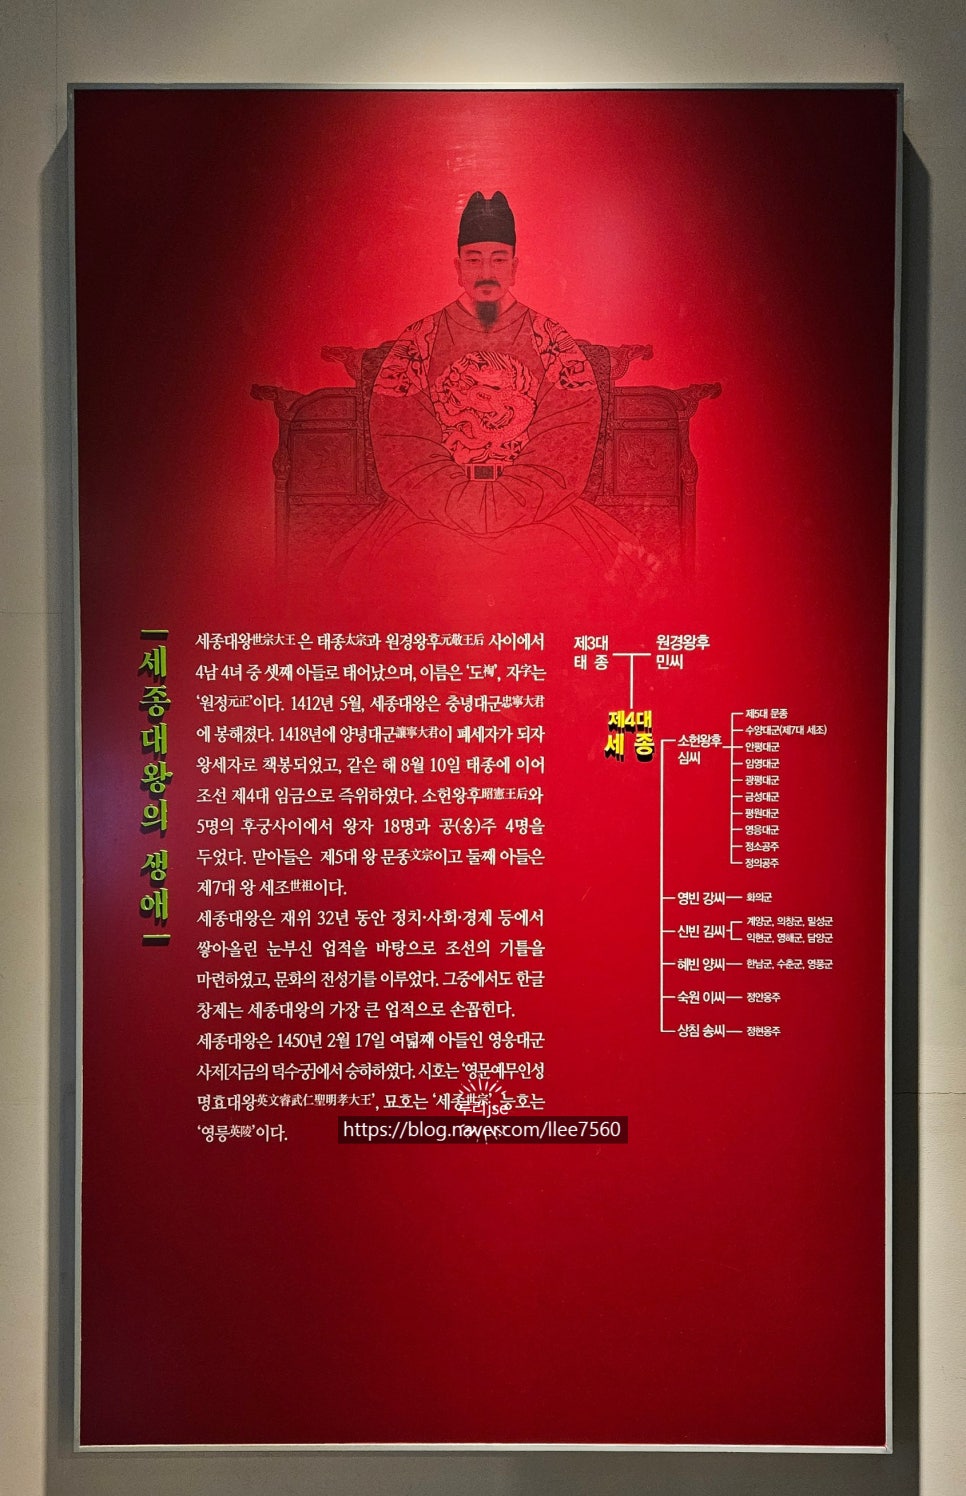 세종대왕의 생애
세종대왕世宗大王은 태종太宗과 원경왕후元敬王后 사이에서
4남 4녀 중 셋째 아들로 태어났으며, 이름은 ‘도裪’, 자字는
‘원정元正’이다. 1412년 5월, 세종대왕은 충녕대군忠寧大君
에 봉해졌다. 1418년에 양녕대군讓寧大君이 폐세자가 되자
왕세자로 책봉되었고, 같은 해 8월 10일 태종에 이어
조선 제4대 임금으로 즉위하였다. 소헌왕후昭憲王后와
5명의 후궁사이에서 왕자 18명과 공(옹)주 4명을
두었다. 맏아들은 제5대 왕 문종文宗이고 둘째 아들은
제7대 왕 세조世祖이다.
세종대왕은 재위 32년 동안 정치·사회·경제 등에서
쌓아올린 눈부신 업적을 바탕으로 조선의 기틀을
마련하였고, 문화의 전성기를 이루었다. 그중에서도 한글
창제는 세종대왕의 가장 큰 업적으로 손꼽힌다.
세종대왕은 1450년 2월 17일 여덟째 아들인 영응대군
사저[지금의 덕수궁]에서 승하하였다. 시호는 ‘영문예무인성
명효대왕英文睿武仁聖明孝大王’, 묘호는 ‘세종世宗’, 능호는
‘영릉英陵’이다.
제3대
태 종
원경왕후
민씨
제4대
세 종
소헌왕후
심씨
제5대 문종
수양대군(제7대 세조)
안평대군
임영대군
광평대군
금성대군
평원대군
영응대군
정소공주
정의공주
영빈 강씨
화의군
신빈 김씨
계양군, 의창군, 밀성군
익현군, 영해군, 담양군
혜빈 양씨
한남군, 수춘군, 영풍군
숙원 이씨
정안옹주
상침 송씨
정현옹주
루리jse
https://blog.naver.com/llee7560